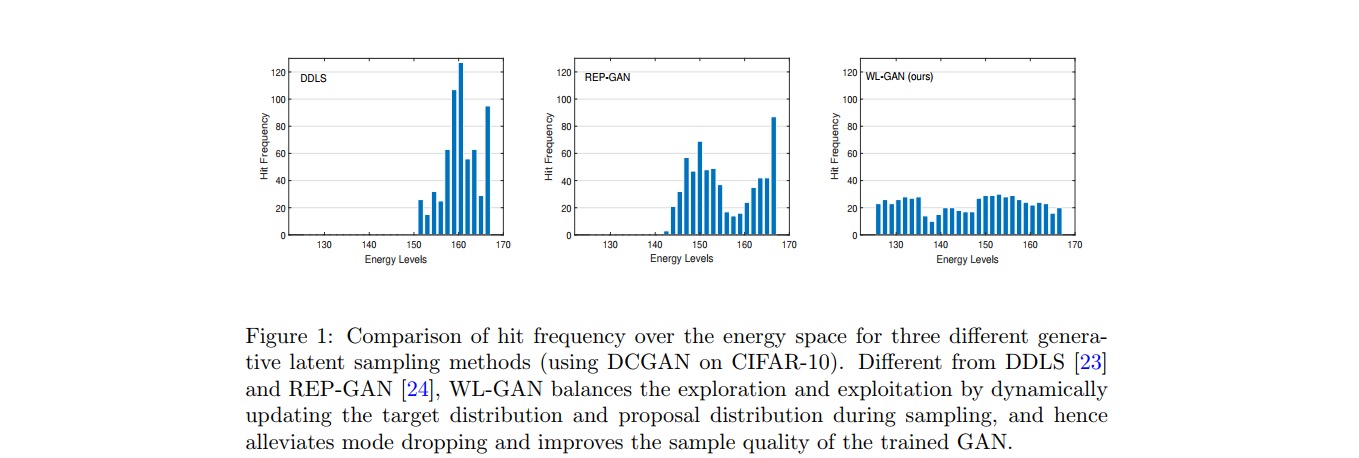 DDLS
120
100
80
60
40
20
0
Hit Frequency
130 140 150 160 170
Energy Levels
REP-GAN
120
100
80
60
40
20
0
Hit Frequency
130 140 150 160 170
Energy Levels
WL-GAN (ours)
120
100
80
60
40
20
0
Hit Frequency
130 140 150 160 170
Energy Levels
Figure 1: Comparison of hit frequency over the energy space for three different genera-
tive latent sampling methods (using DCGAN on CIFAR-10). Different from DDLS [23]
and REP-GAN [24], WL-GAN balances the exploration and exploitation by dynamically
updating the target distribution and proposal distribution during sampling, and hence
alleviates mode dropping and improves the sample quality of the trained GAN.